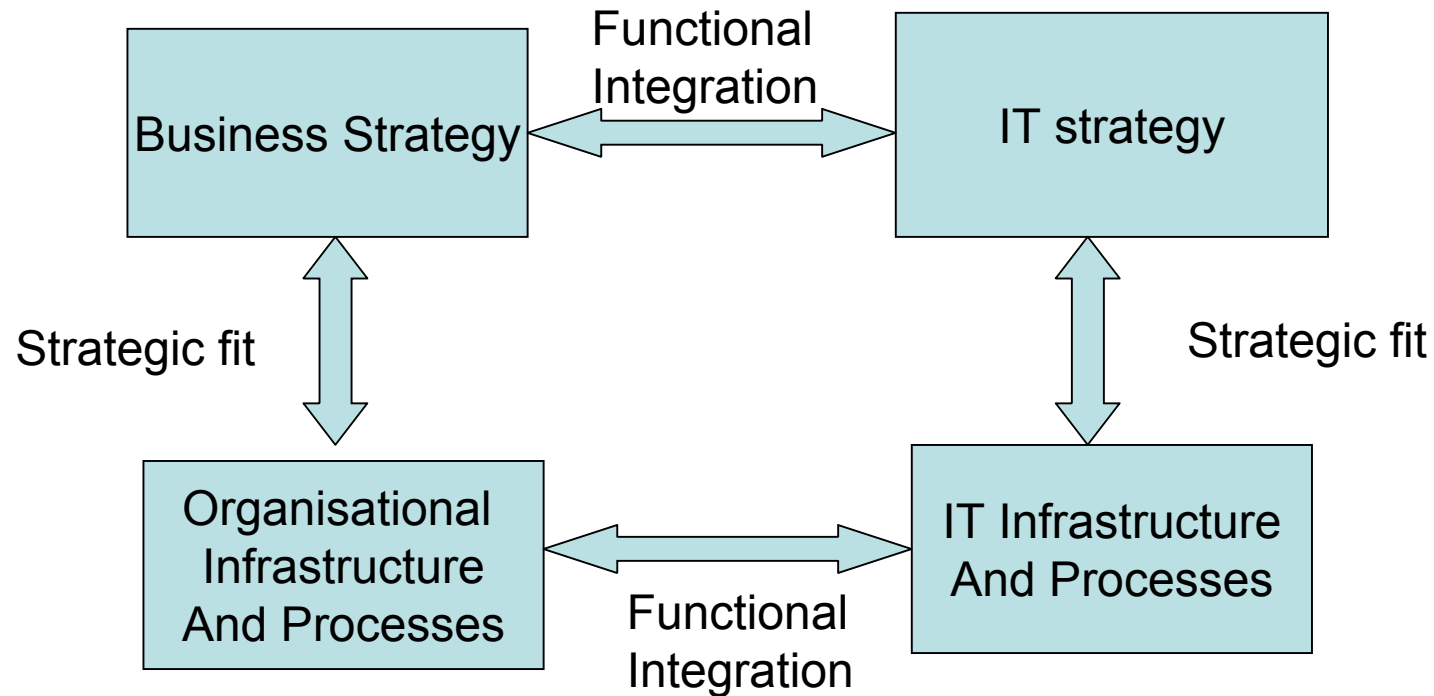 Functional
Integration
Business Strategy
IT strategy
Strategic fit
Strategic fit
Organisational
Infrastructure
And Processes
IT Infrastructure
And Processes
Functional
Integration